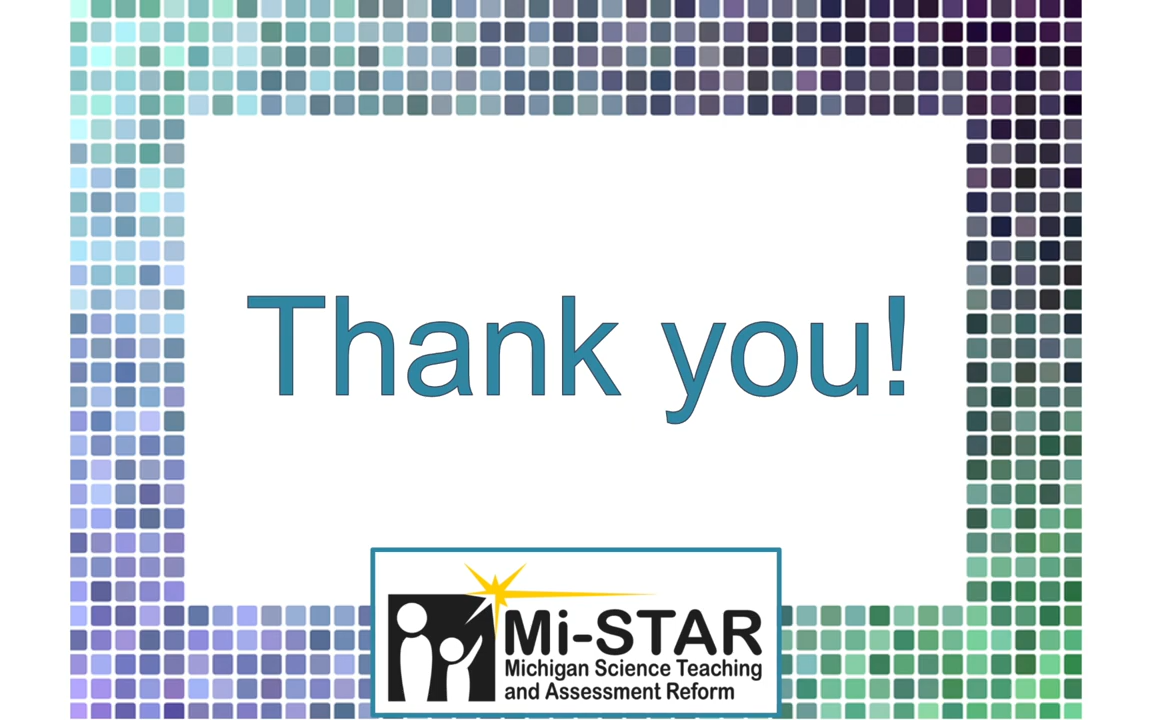 Thank you!
Mi-STAR
Michigan Science Teaching
and Assessment Reform